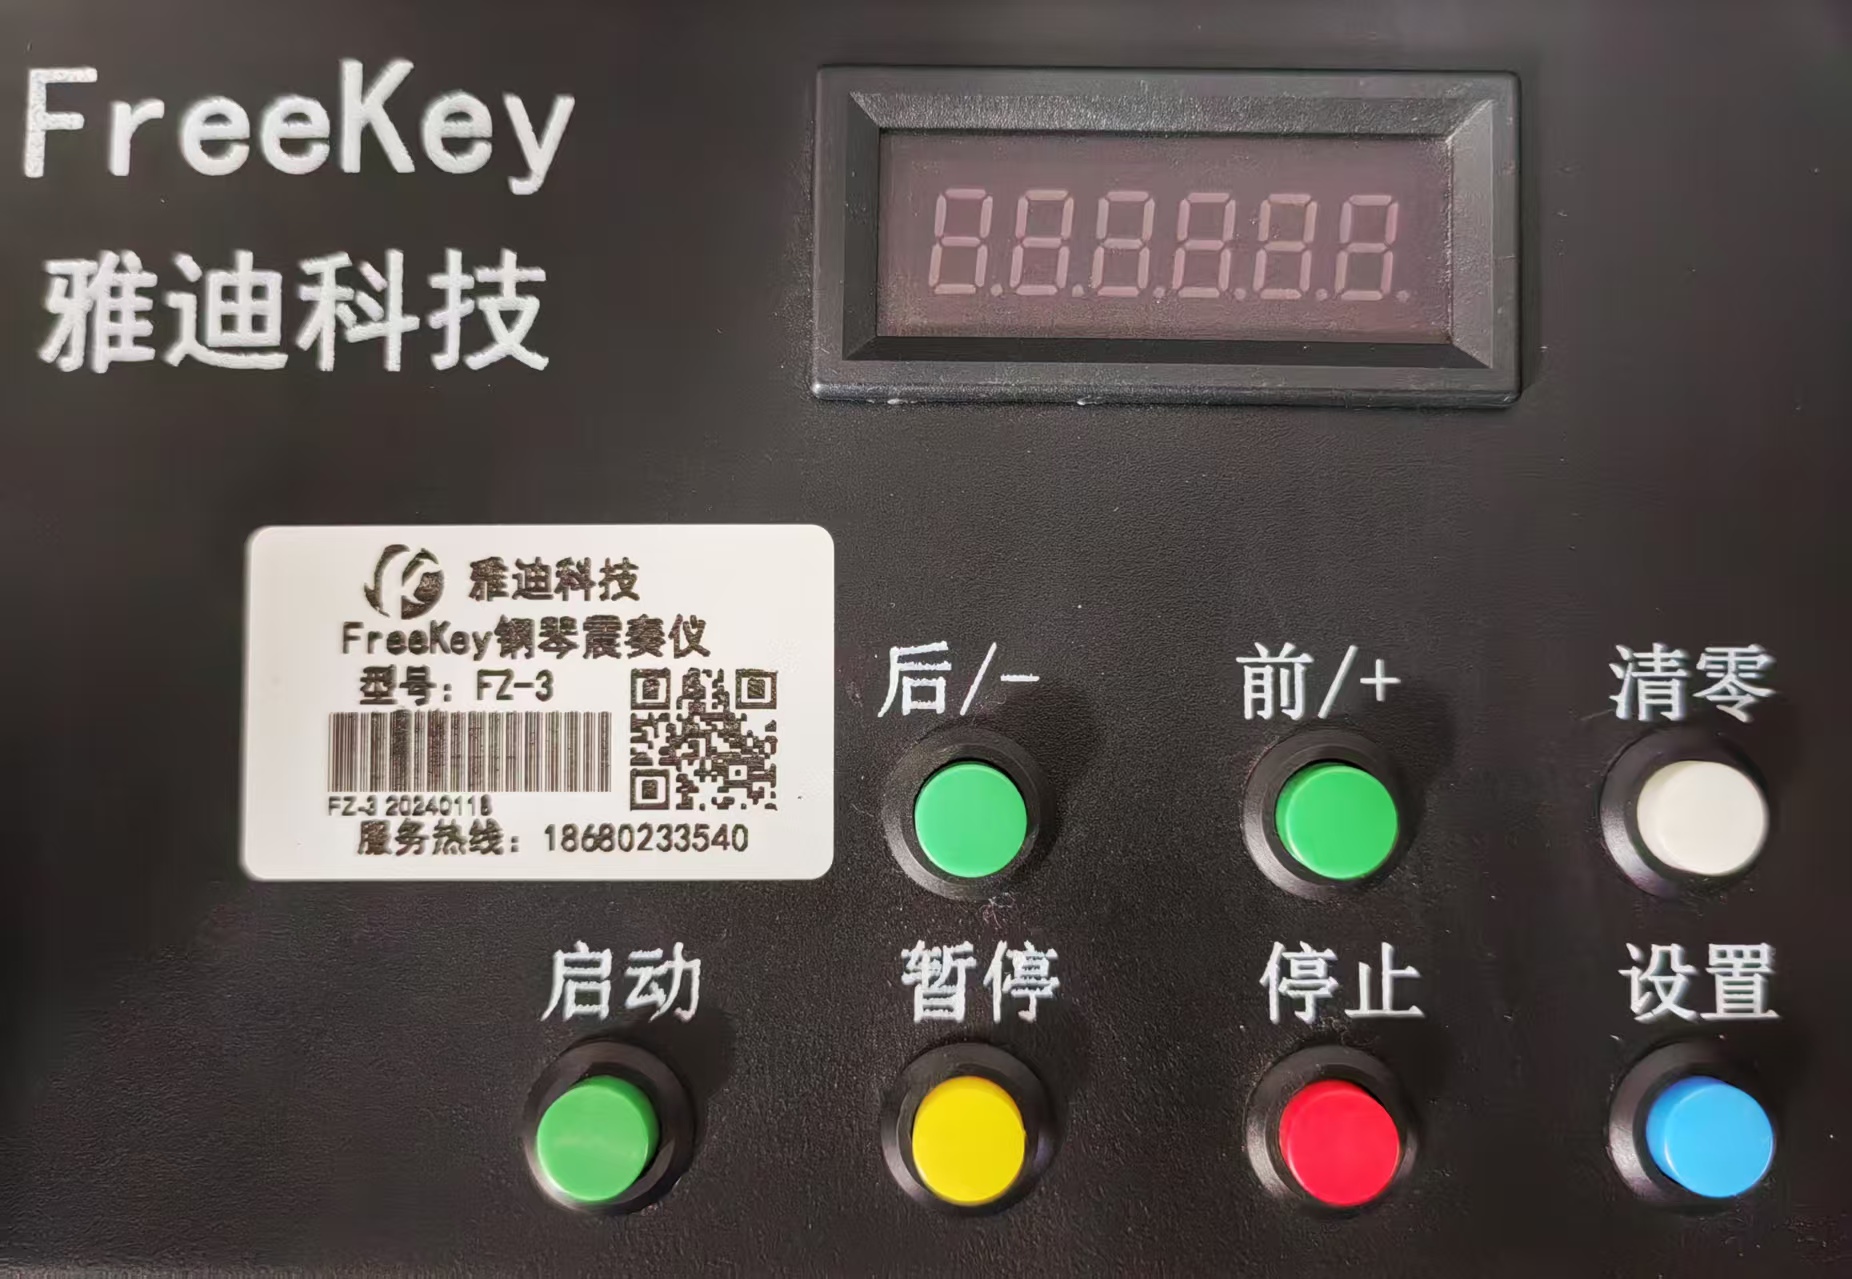 FreeKey
雅迪科技
雅迪科技
FreeKey钢琴震奏仪
型号：FZ-3
FZ-3 20240118
服务热线：18680233540
后/- 前/+ 清零
启动 暂停 停止 设置